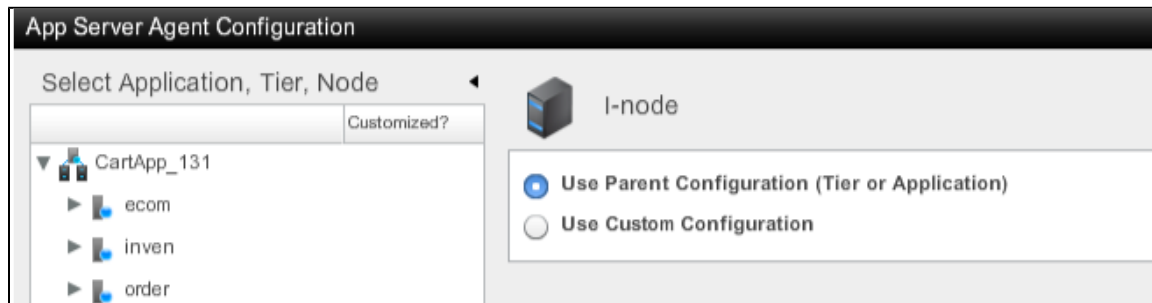 App Server Agent Configuration
Select Application, Tier, Node
Customized?
CartApp_131
ecom
inven
order
I-node
Use Parent Configuration (Tier or Application)
Use Custom Configuration